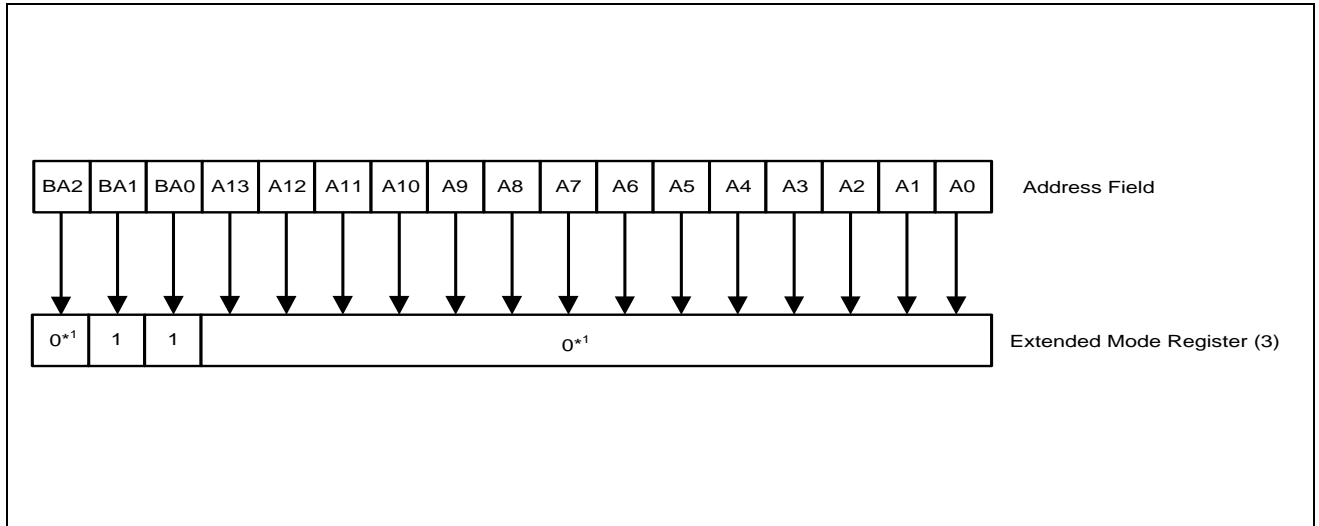 BA2 BA1 BA0 A13 A12 A11 A10 A9 A8 A7 A6 A5 A4 A3 A2 A1 A0 Address Field
0*1 1 1 0*1 Extended Mode Register (3)